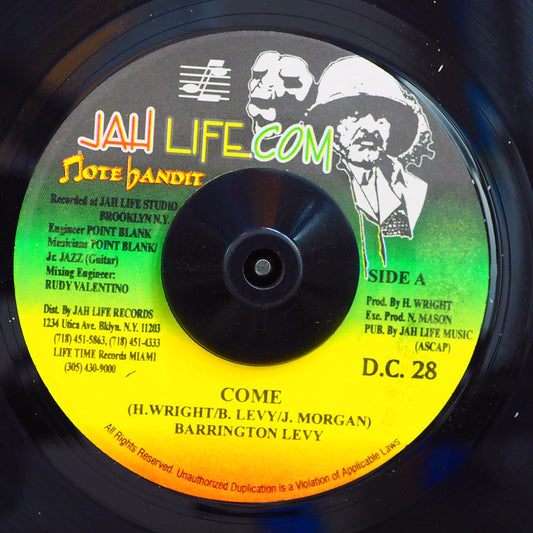 JAH LIFE.COM
NOTE bANDIT
Recorded at JAH LIFE STUDIO
BROOKLYN N.Y.
Engineer POINT BLANK
Musicians POINT BLANK/
Jr. JAZZ (Guitar)
Mixing Engineer:
RUDY VALENTINO
Dist. By JAH LIFE RECORDS
1234 Utica Ave. Bklyn. N.Y. 11203
(718) 451-5863, (718) 451-4333
LIFE TIME Records MIAMI
(305) 430-9000
SIDE A
Prod. By H. WRIGHT
Exc. Prod. N. MASON
PUB. By JAH LIFE MUSIC
(ASCAP)
D.C. 28
COME
(H.WRIGHT/B. LEVY/J. MORGAN)
BARRINGTON LEVY
All Rights Reserved. Unauthorized Duplication is a Violation of Applicable Laws